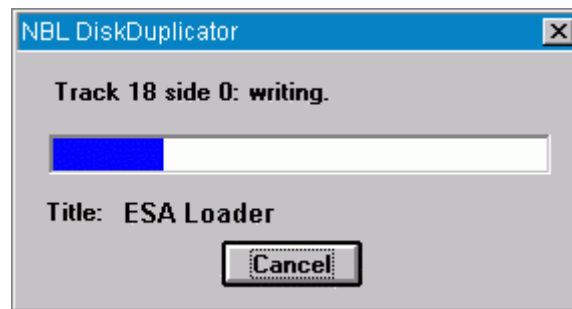 NBL DiskDuplicator
Track 18 side 0: writing.
Title: ESA Loader
Cancel